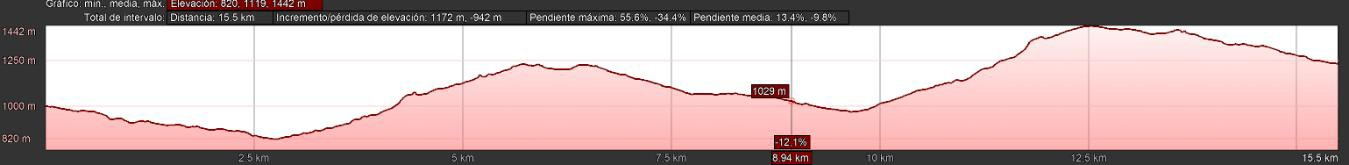 Gráfico: mín., media, máx. Elevación: 820, 1119, 1442 m
Total de intervalo: Distancia: 15.5 km Incremento/pérdida de elevación: 1172 m, -942 m Pendiente máxima: 55.6%, -34.4% Pendiente media: 13.4%, -9.8%
1442 m
1250 m
1029 m
1000 m
820 m
-12.1%
2.5 km 5 km 7.5 km 8.94 km 10 km 12.5 km 15.5 km